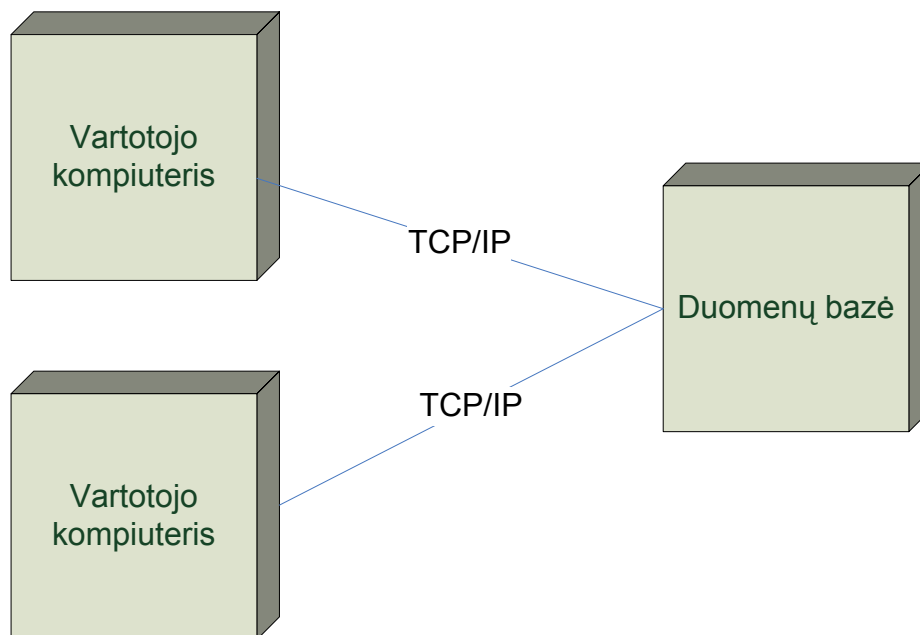 Vartotojo
kompiuteris
TCP/IP
Duomenų bazė
TCP/IP
Vartotojo
kompiuteris